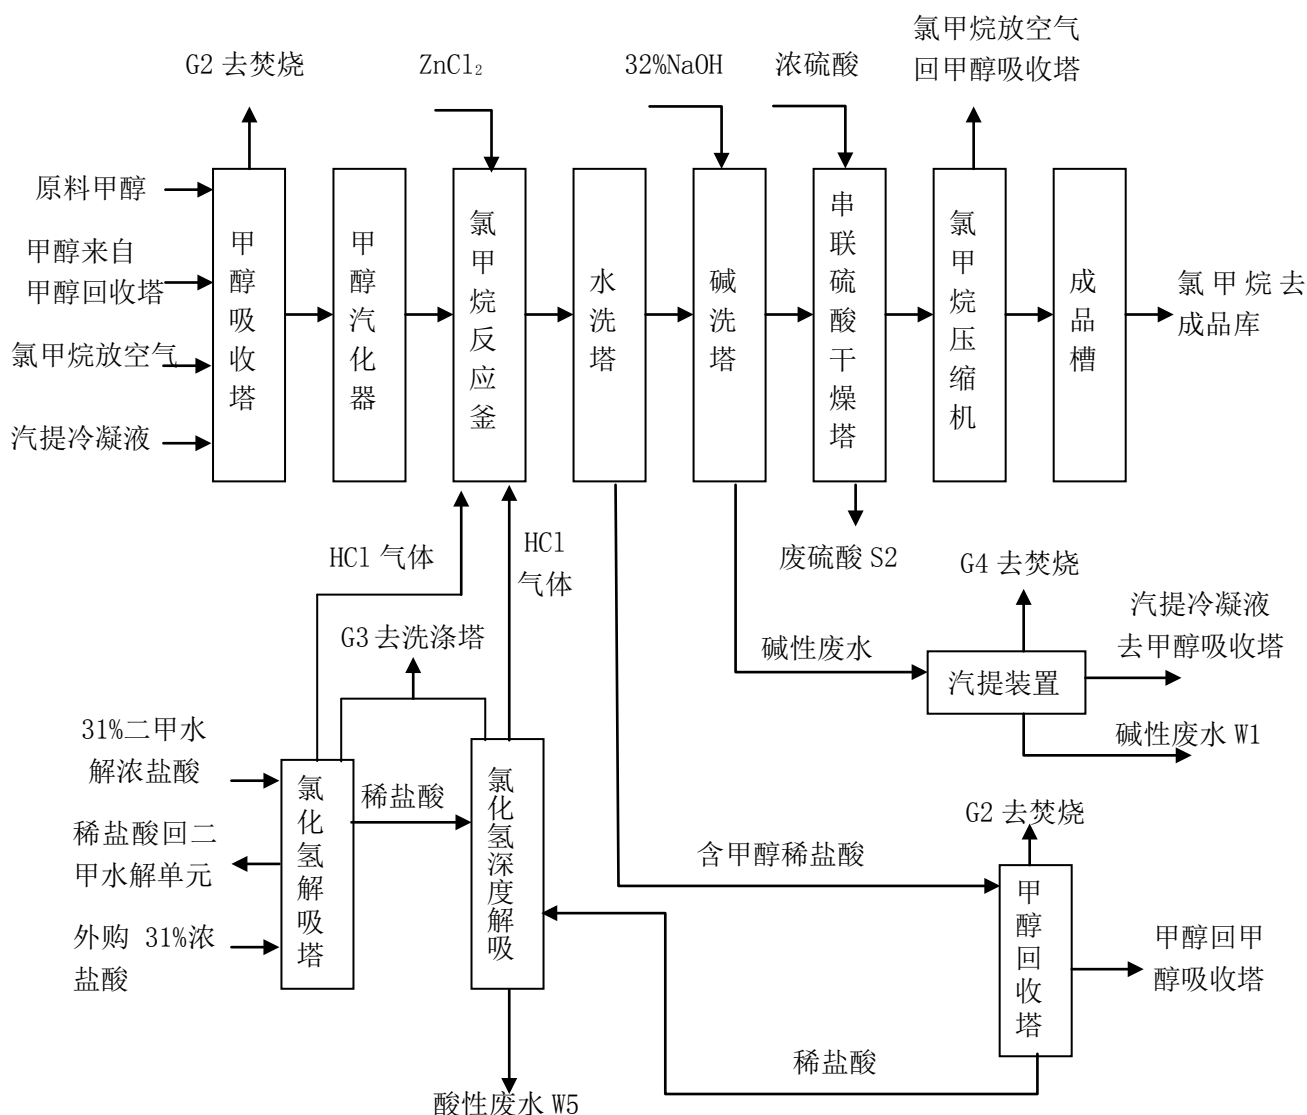 氯甲烷放空气
回甲醇吸收塔
G2 去焚烧
ZnCl₂
32%NaOH
浓硫酸
原料甲醇
甲醇来自
甲醇回收塔
氯甲烷放空气
汽提冷凝液
甲醇吸收塔
甲醇汽化器
氯甲烷反应釜
水洗塔
碱洗塔
串联硫酸干燥塔
氯甲烷压缩机
成品槽
氯甲烷去
成品库
HCl 气体
HCl
气体
废硫酸 S2
G4 去焚烧
汽提冷凝液
去甲醇吸收塔
G3 去洗涤塔
碱性废水
汽提装置
碱性废水 W1
31%二甲水
解浓盐酸
稀盐酸回二
甲水解单元
外购 31%浓
盐酸
氯化氢解吸塔
稀盐酸
氯化氢深度解吸
含甲醇稀盐酸
G2 去焚烧
甲醇回收塔
甲醇回甲
醇吸收塔
稀盐酸
酸性废水 W5